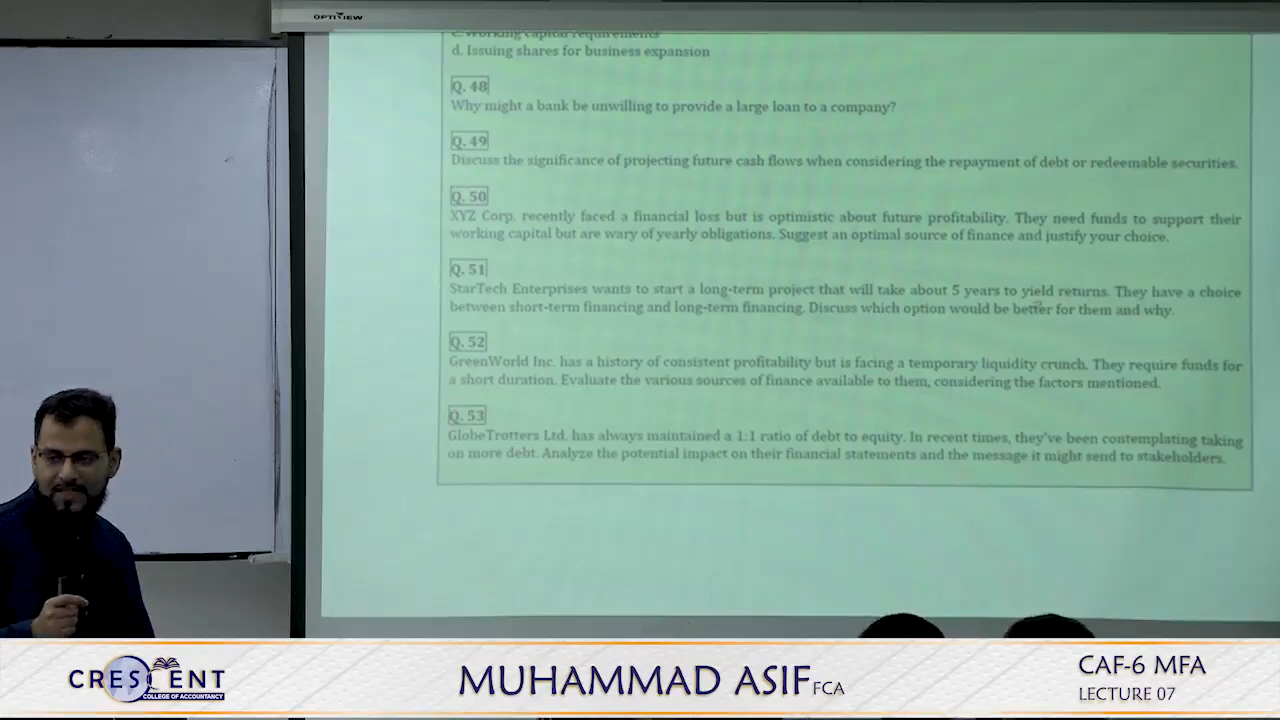 OPTIVIEW
c. Working capital requirements
d. Issuing shares for business expansion
Q. 48
Why might a bank be unwilling to provide a large loan to a company?
Q. 49
Discuss the significance of projecting future cash flows when considering the repayment of debt or redeemable securities.
Q. 50
XYZ Corp. recently faced a financial loss but is optimistic about future profitability. They need funds to support their
working capital but are wary of yearly obligations. Suggest an optimal source of finance and justify your choice.
Q. 51
StarTech Enterprises wants to start a long-term project that will take about 5 years to yield returns. They have a choice
between short-term financing and long-term financing. Discuss which option would be better for them and why.
Q. 52
GreenWorld Inc. has a history of consistent profitability but is facing a temporary liquidity crunch. They require funds for
a short duration. Evaluate the various sources of finance available to them, considering the factors mentioned.
Q. 53
GlobeTrotters Ltd. has always maintained a 1:1 ratio of debt to equity. In recent times, they've been contemplating taking
on more debt. Analyze the potential impact on their financial statements and the message it might send to stakeholders.
CRESCENT
COLLEGE OF ACCOUNTANCY
MUHAMMAD ASIF FCA
CAF-6 MFA
LECTURE 07